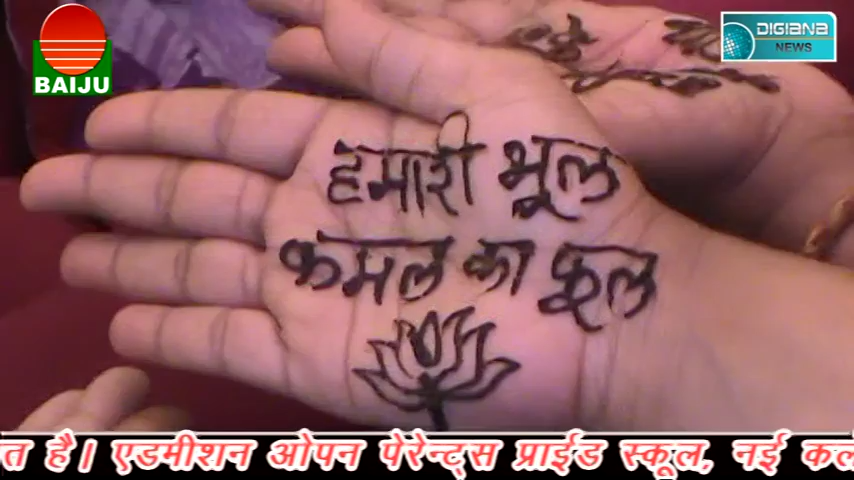 BAIJU
DIGIANA
NEWS
हमारी भूल
कमल का फूल
त है। एडमीशन ओपन पेरेन्ट्स प्राईड स्कूल, नई कल